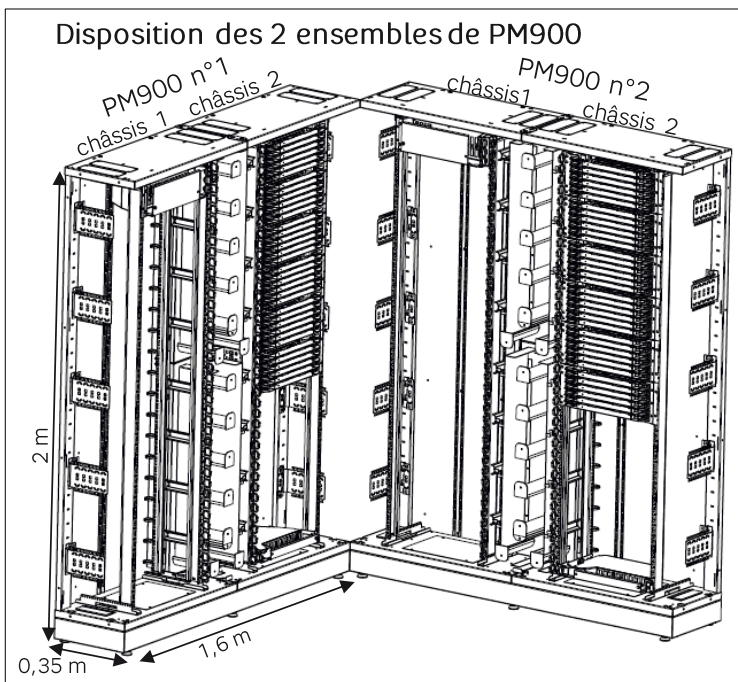 Disposition des 2 ensembles de PM900
PM900 n°1
châssis 1
châssis 2
PM900 n°2
châssis1
châssis 2
2 m
0,35 m
1,6 m